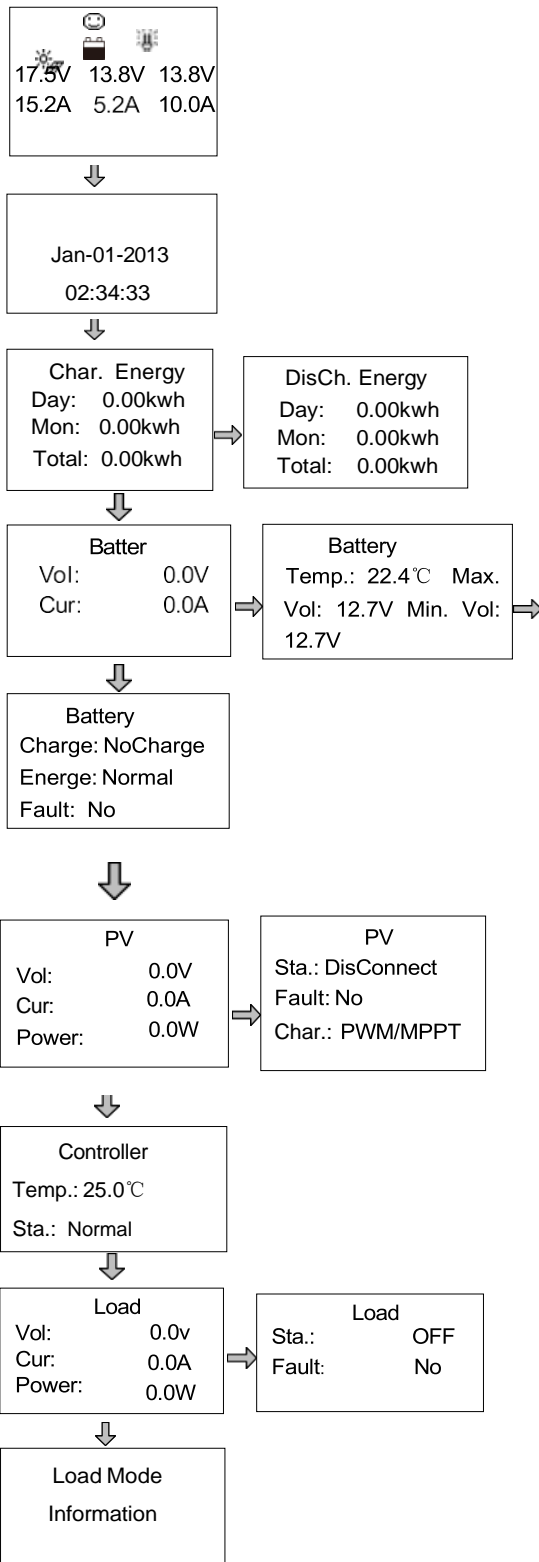 17.5V 13.8V 13.8V
15.2A 5.2A 10.0A
Jan-01-2013
02:34:33
Char. Energy
Day: 0.00kwh
Mon: 0.00kwh
Total: 0.00kwh
DisCh. Energy
Day: 0.00kwh
Mon: 0.00kwh
Total: 0.00kwh
Batter
Vol: 0.0V
Cur: 0.0A
Battery
Temp.: 22.4℃ Max.
Vol: 12.7V Min. Vol:
12.7V
Battery
Charge: NoCharge
Energe: Normal
Fault: No
PV
Vol: 0.0V
Cur: 0.0A
Power: 0.0W
PV
Sta.: DisConnect
Fault: No
Char.: PWM/MPPT
Controller
Temp.: 25.0℃
Sta.: Normal
Load
Vol: 0.0v
Cur: 0.0A
Power: 0.0W
Load
Sta.: OFF
Fault: No
Load Mode
Information